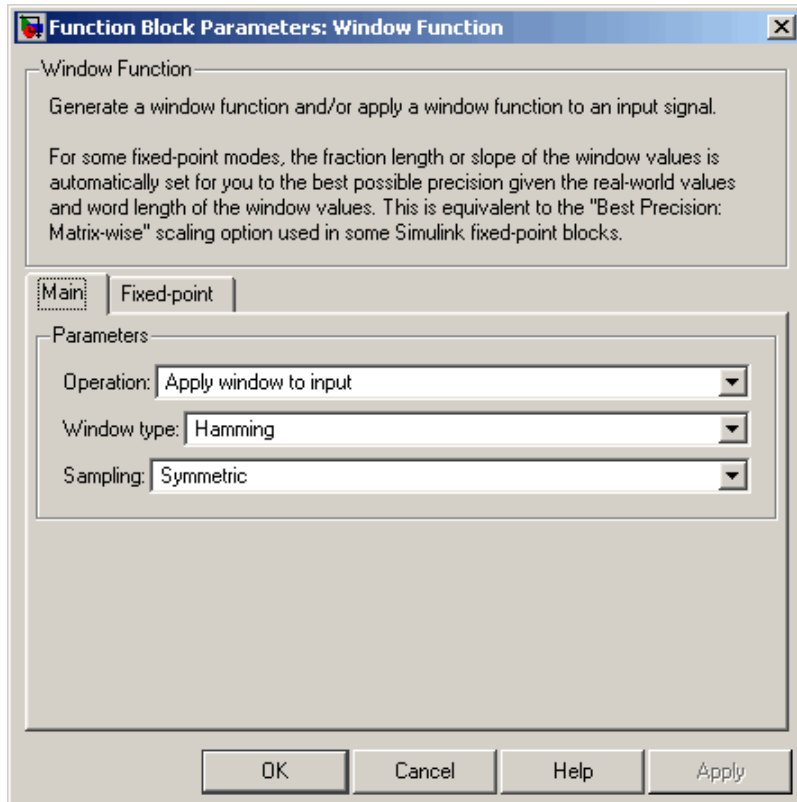 Function Block Parameters: Window Function
Window Function
Generate a window function and/or apply a window function to an input signal.
For some fixed-point modes, the fraction length or slope of the window values is
automatically set for you to the best possible precision given the real-world values
and word length of the window values. This is equivalent to the "Best Precision:
Matrix-wise" scaling option used in some Simulink fixed-point blocks.
Main Fixed-point
Parameters
Operation: Apply window to input
Window type: Hamming
Sampling: Symmetric
OK Cancel Help Apply